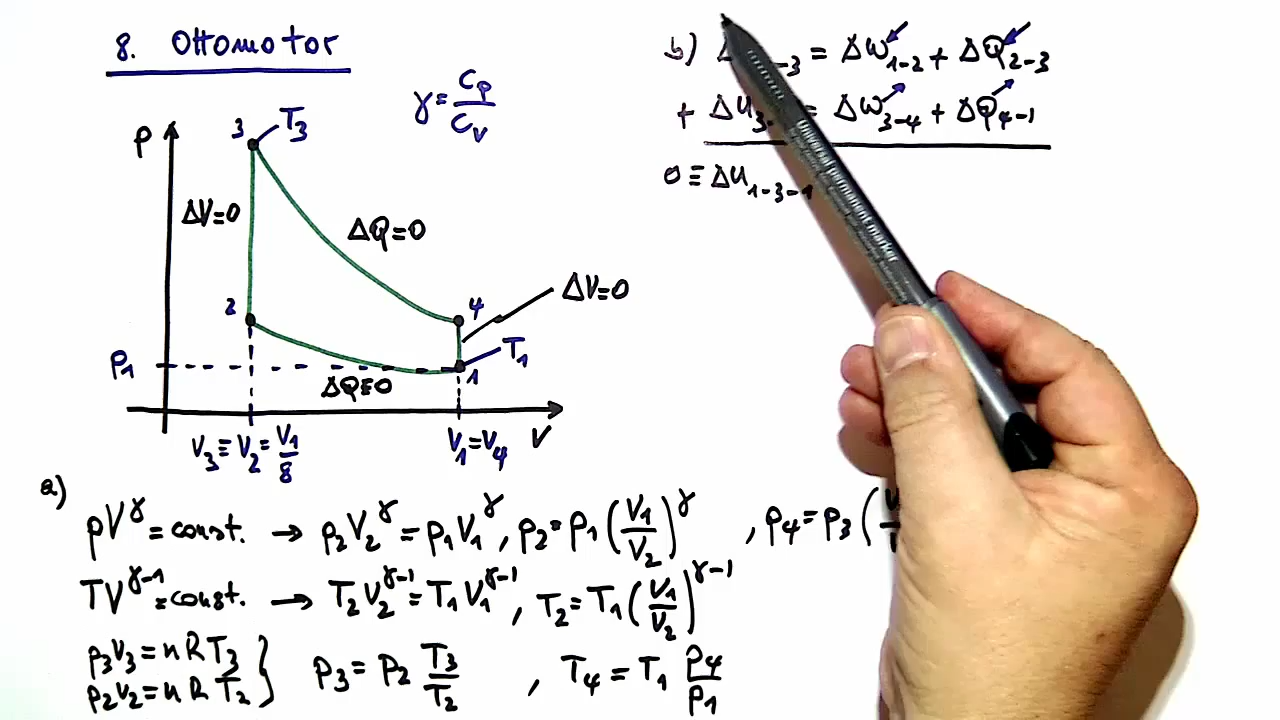 8. Ottomotor
γ = Cp/Cv
p
3
T3
ΔV=0
ΔQ=0
ΔV=0
2
4
p1
T1
1
ΔQ=0
V3 = V2 = V1/8
V1=V4
V
b) = ΔW1-2 + ΔQ2-3
+ = ΔW3-4 + ΔQ4-1
0 ≡ ΔU1-3-1
Universal permanent marker
a)
pV^γ = const. → p2V2^γ = p1V1^γ, p2 = p1 (V1/V2)^γ , p4 = p3 (
TV^γ-1 = const. → T2V2^γ-1 = T1V1^γ-1, T2 = T1 (V1/V2)^γ-1
p3V3 = nRT3
p2V2 = nRT2 } p3 = p2 T3/T2 , T4 = T1 p4/p1